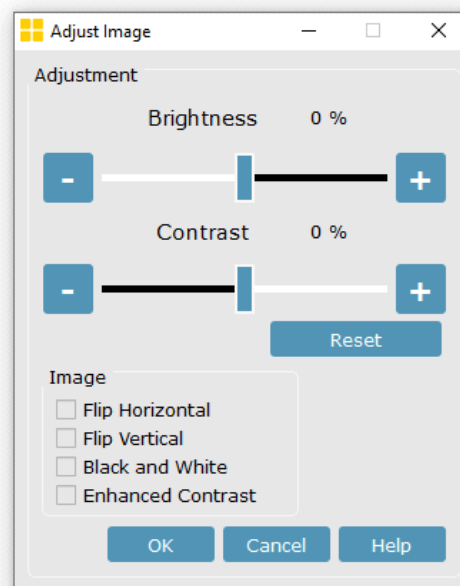 Adjust Image
Adjustment
Brightness 0 %
- +
Contrast 0 %
- +
Reset
Image
Flip Horizontal
Flip Vertical
Black and White
Enhanced Contrast
OK Cancel Help